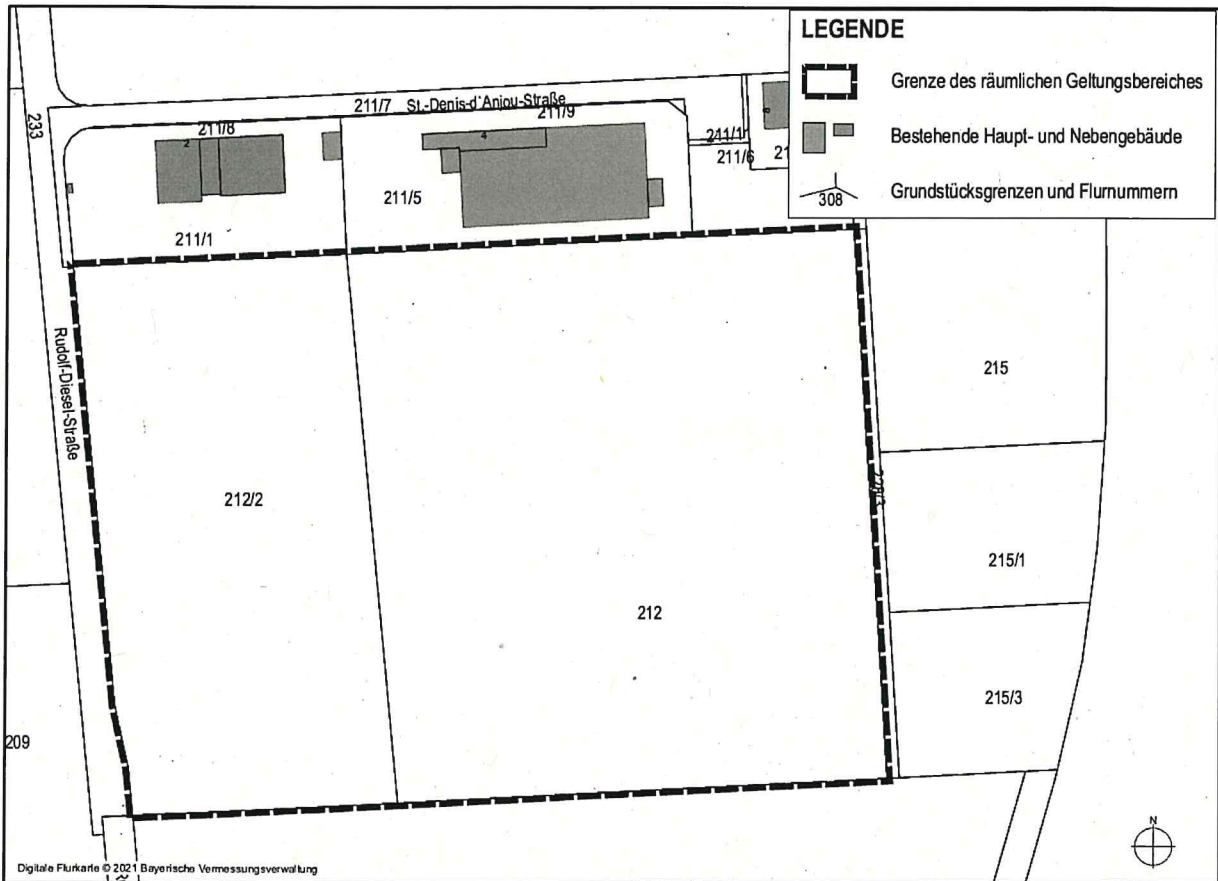 LEGENDE
Grenze des räumlichen Geltungsbereiches
Bestehende Haupt- und Nebengebäude
308
Grundstücksgrenzen und Flurnummern
233
211/7 St.-Denis-d`Anjou-Straße
211/8
211/9
2
4
211/1
211/6
211/5
211/1
Rudolf-Diesel-Straße
215
212/2
215/1
212
215/3
209
N
Digitale Flurkarte © 2021 Bayerische Vermessungsverwaltung